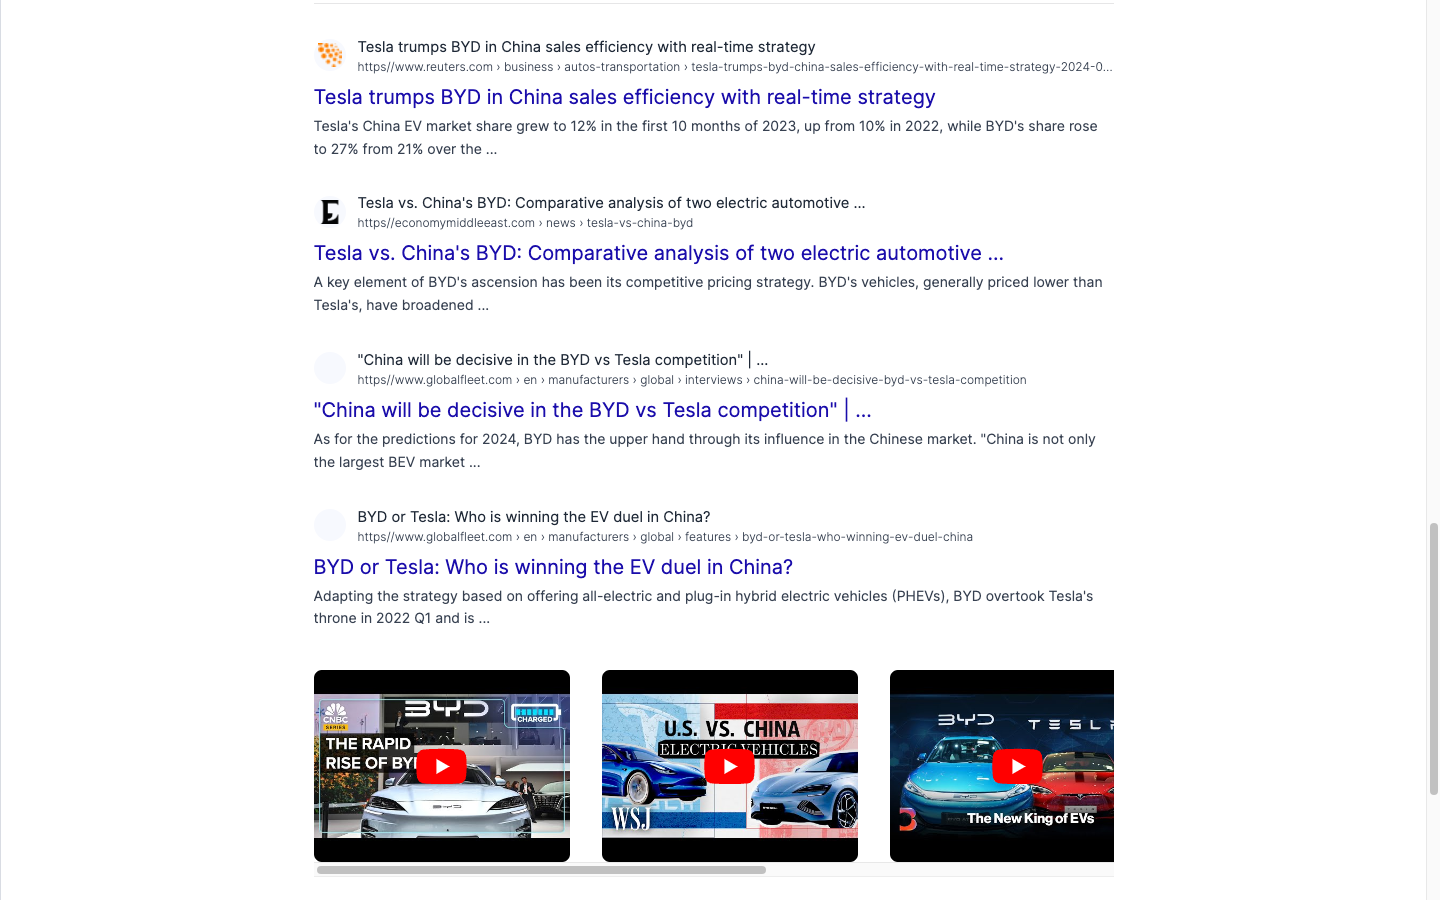 Tesla trumps BYD in China sales efficiency with real-time strategy
https//www.reuters.com › business › autos-transportation › tesla-trumps-byd-china-sales-efficiency-with-real-time-strategy-2024-0...
Tesla trumps BYD in China sales efficiency with real-time strategy
Tesla's China EV market share grew to 12% in the first 10 months of 2023, up from 10% in 2022, while BYD's share rose
to 27% from 21% over the ...
Tesla vs. China's BYD: Comparative analysis of two electric automotive ...
https//economymiddleeast.com › news › tesla-vs-china-byd
Tesla vs. China's BYD: Comparative analysis of two electric automotive ...
A key element of BYD's ascension has been its competitive pricing strategy. BYD's vehicles, generally priced lower than
Tesla's, have broadened ...
"China will be decisive in the BYD vs Tesla competition" | ...
https//www.globalfleet.com › en › manufacturers › global › interviews › china-will-be-decisive-byd-vs-tesla-competition
"China will be decisive in the BYD vs Tesla competition" | ...
As for the predictions for 2024, BYD has the upper hand through its influence in the Chinese market. "China is not only
the largest BEV market ...
BYD or Tesla: Who is winning the EV duel in China?
https//www.globalfleet.com › en › manufacturers › global › features › byd-or-tesla-who-winning-ev-duel-china
BYD or Tesla: Who is winning the EV duel in China?
Adapting the strategy based on offering all-electric and plug-in hybrid electric vehicles (PHEVs), BYD overtook Tesla's
throne in 2022 Q1 and is ...
BYD
CNBC
SERIES
CHARGED
THE RAPID
RISE OF BY
BYD
U.S. VS. CHINA
ELECTRIC VEHICLES
WSJ
BYD TESL
The New King of EVs